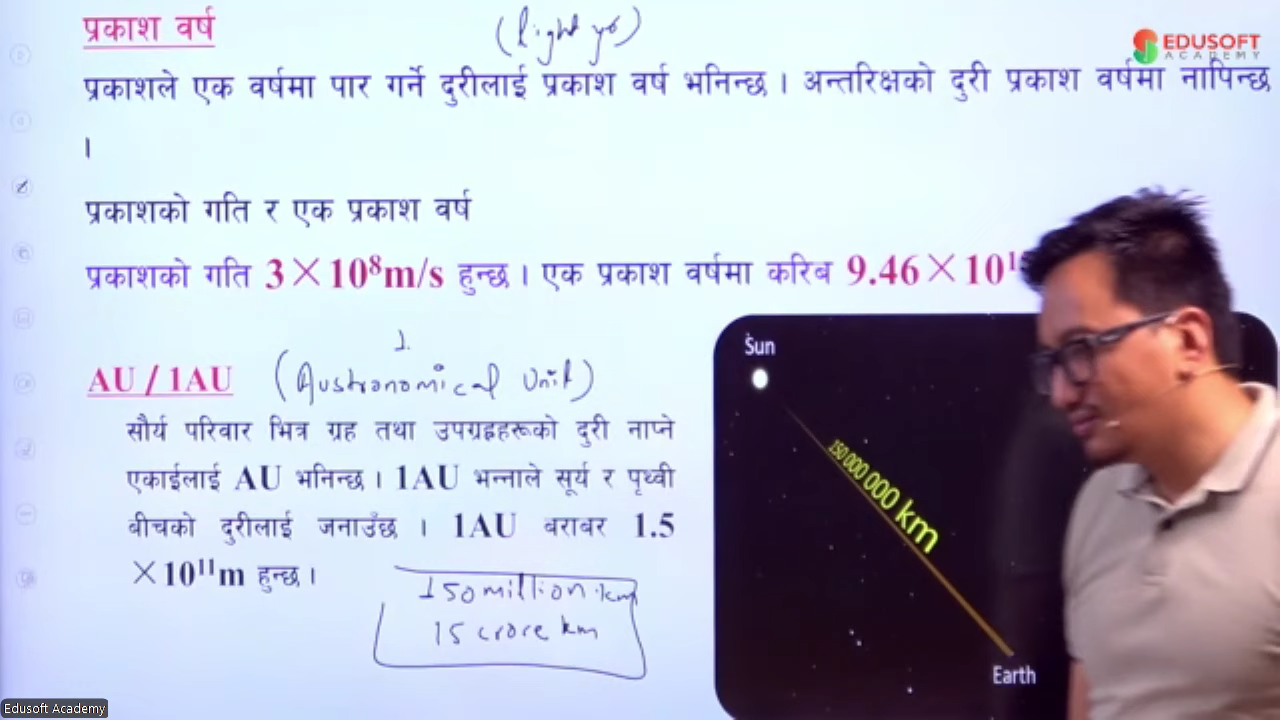 प्रकाश वर्ष
(light yr)
EDUSOFT
ACADEMY
प्रकाशले एक वर्षमा पार गर्ने दुरीलाई प्रकाश वर्ष भनिन्छ । अन्तरिक्षको दुरी प्रकाश वर्षमा नापिन्छ
।
प्रकाशको गति र एक प्रकाश वर्ष
प्रकाशको गति 3×10⁸m/s हुन्छ । एक प्रकाश वर्षमा करिब 9.46×10
AU / 1AU (Austronomical Unit)
सौर्य परिवार भित्र ग्रह तथा उपग्रहहरूको दुरी नाप्ने
एकाईलाई AU भनिन्छ । 1AU भन्नाले सूर्य र पृथ्वी
बीचको दुरीलाई जनाउँछ । 1AU बराबर 1.5
×10¹¹m हुन्छ ।
150 million km
15 crore km
Sun
150 000 000 km
Earth
Edusoft Academy